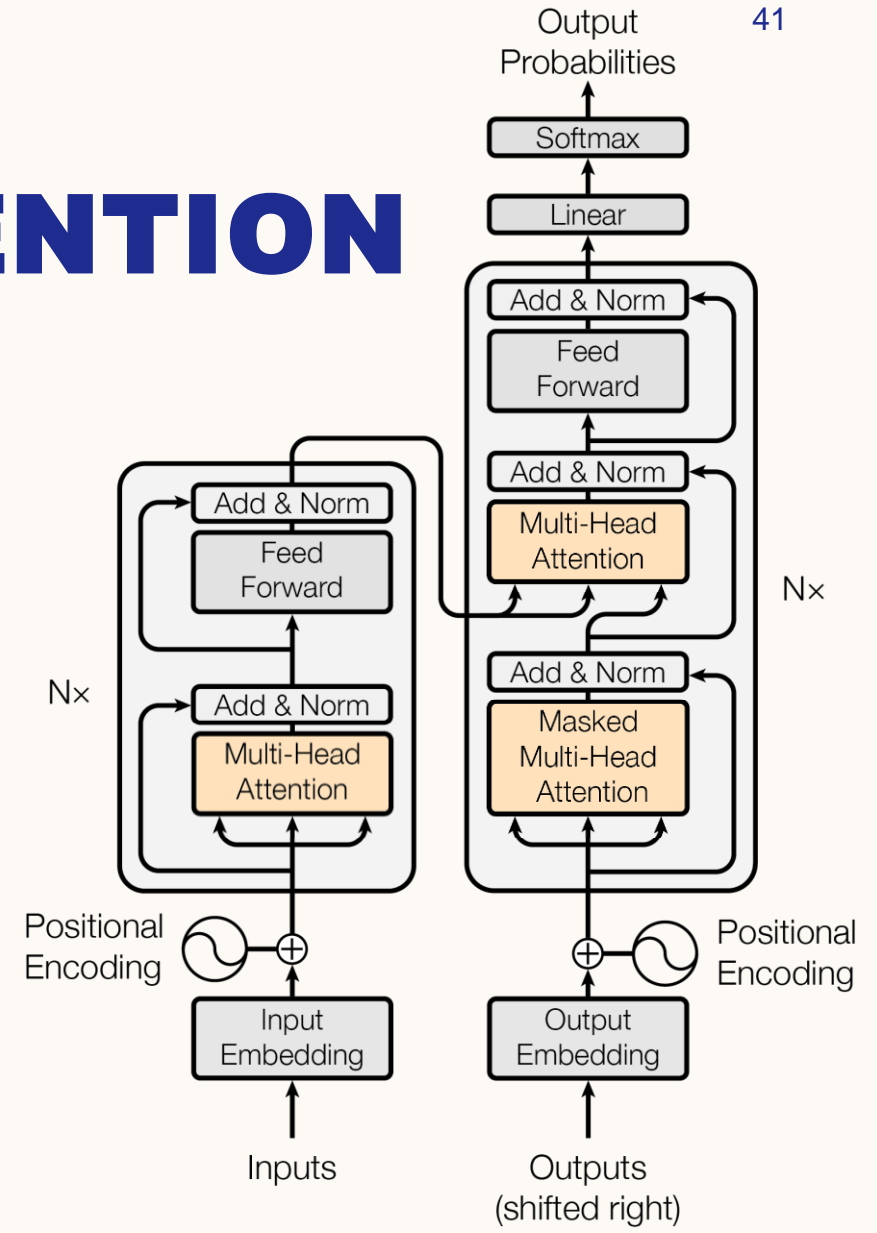 41
ENTION
Output
Probabilities
Softmax
Linear
Add & Norm
Feed
Forward
Add & Norm
Multi-Head
Attention
N×
Add & Norm
Masked
Multi-Head
Attention
Positional
Encoding
Output
Embedding
Outputs
(shifted right)
Add & Norm
Feed
Forward
N×
Add & Norm
Multi-Head
Attention
Positional
Encoding
Input
Embedding
Inputs